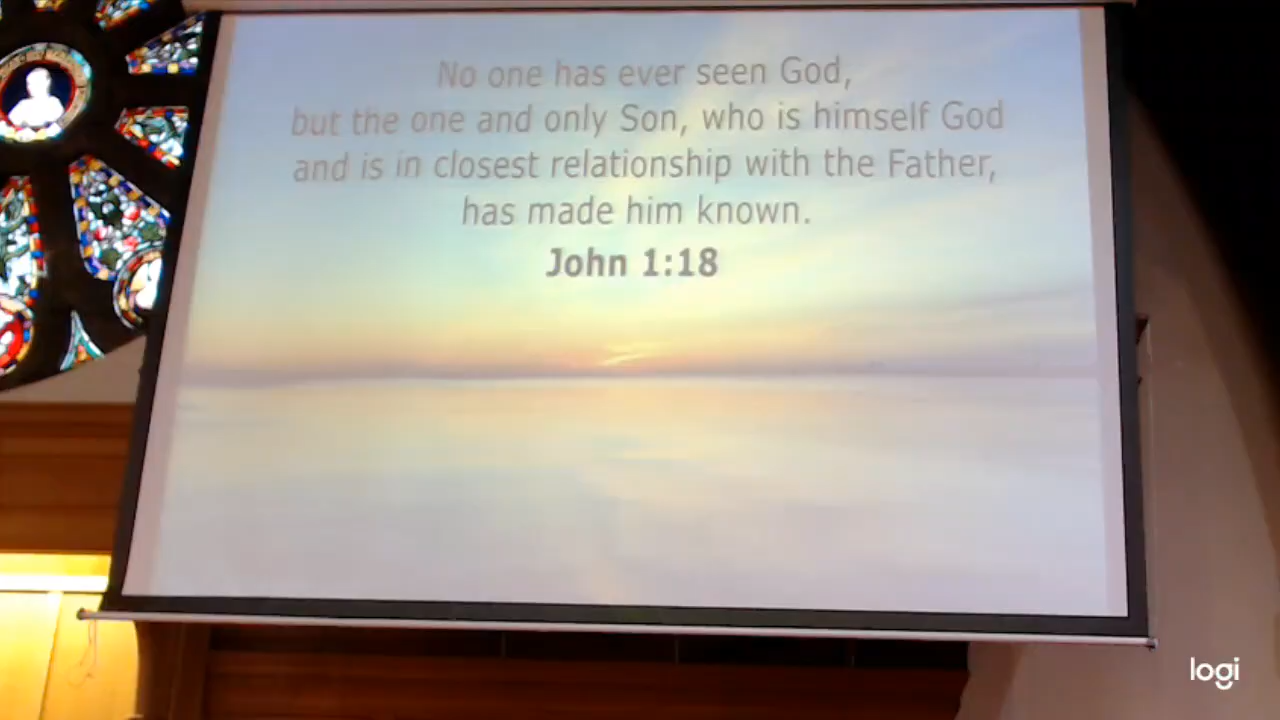 No one has ever seen God,
but the one and only Son, who is himself God
and is in closest relationship with the Father,
has made him known.
John 1:18
logi